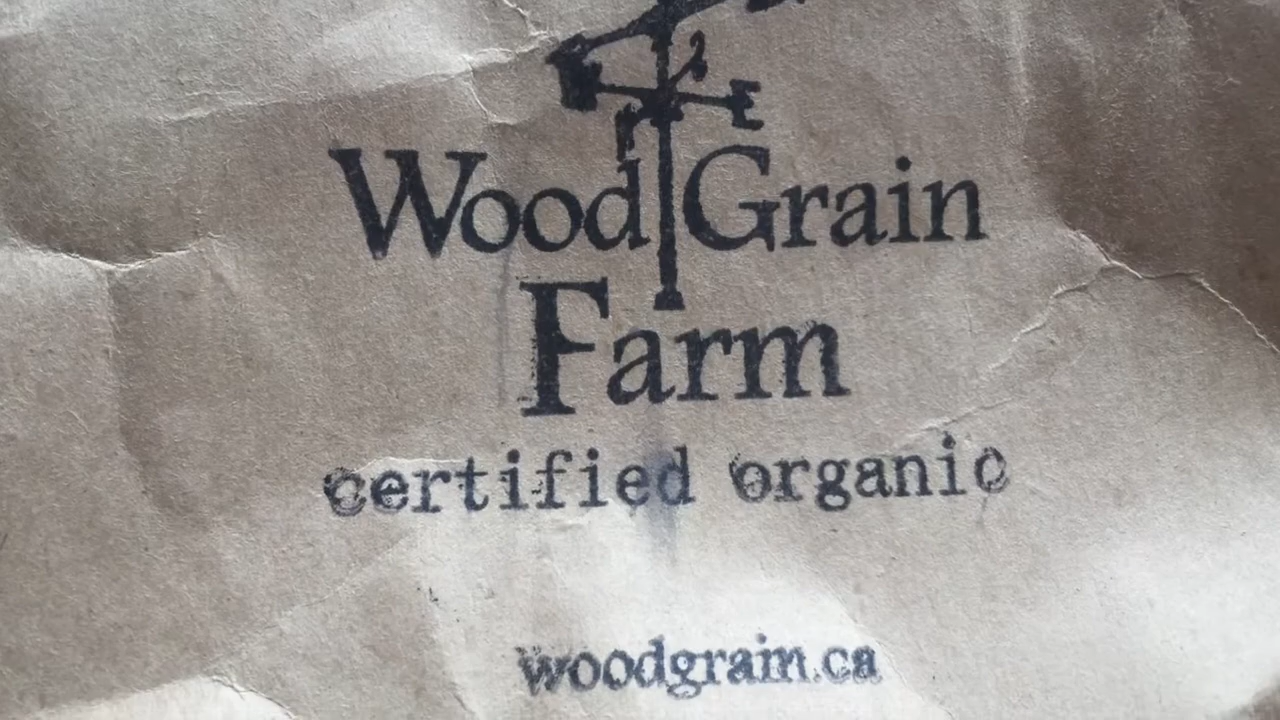 E
Wood Grain
Farm
certified organic
woodgrain.ca